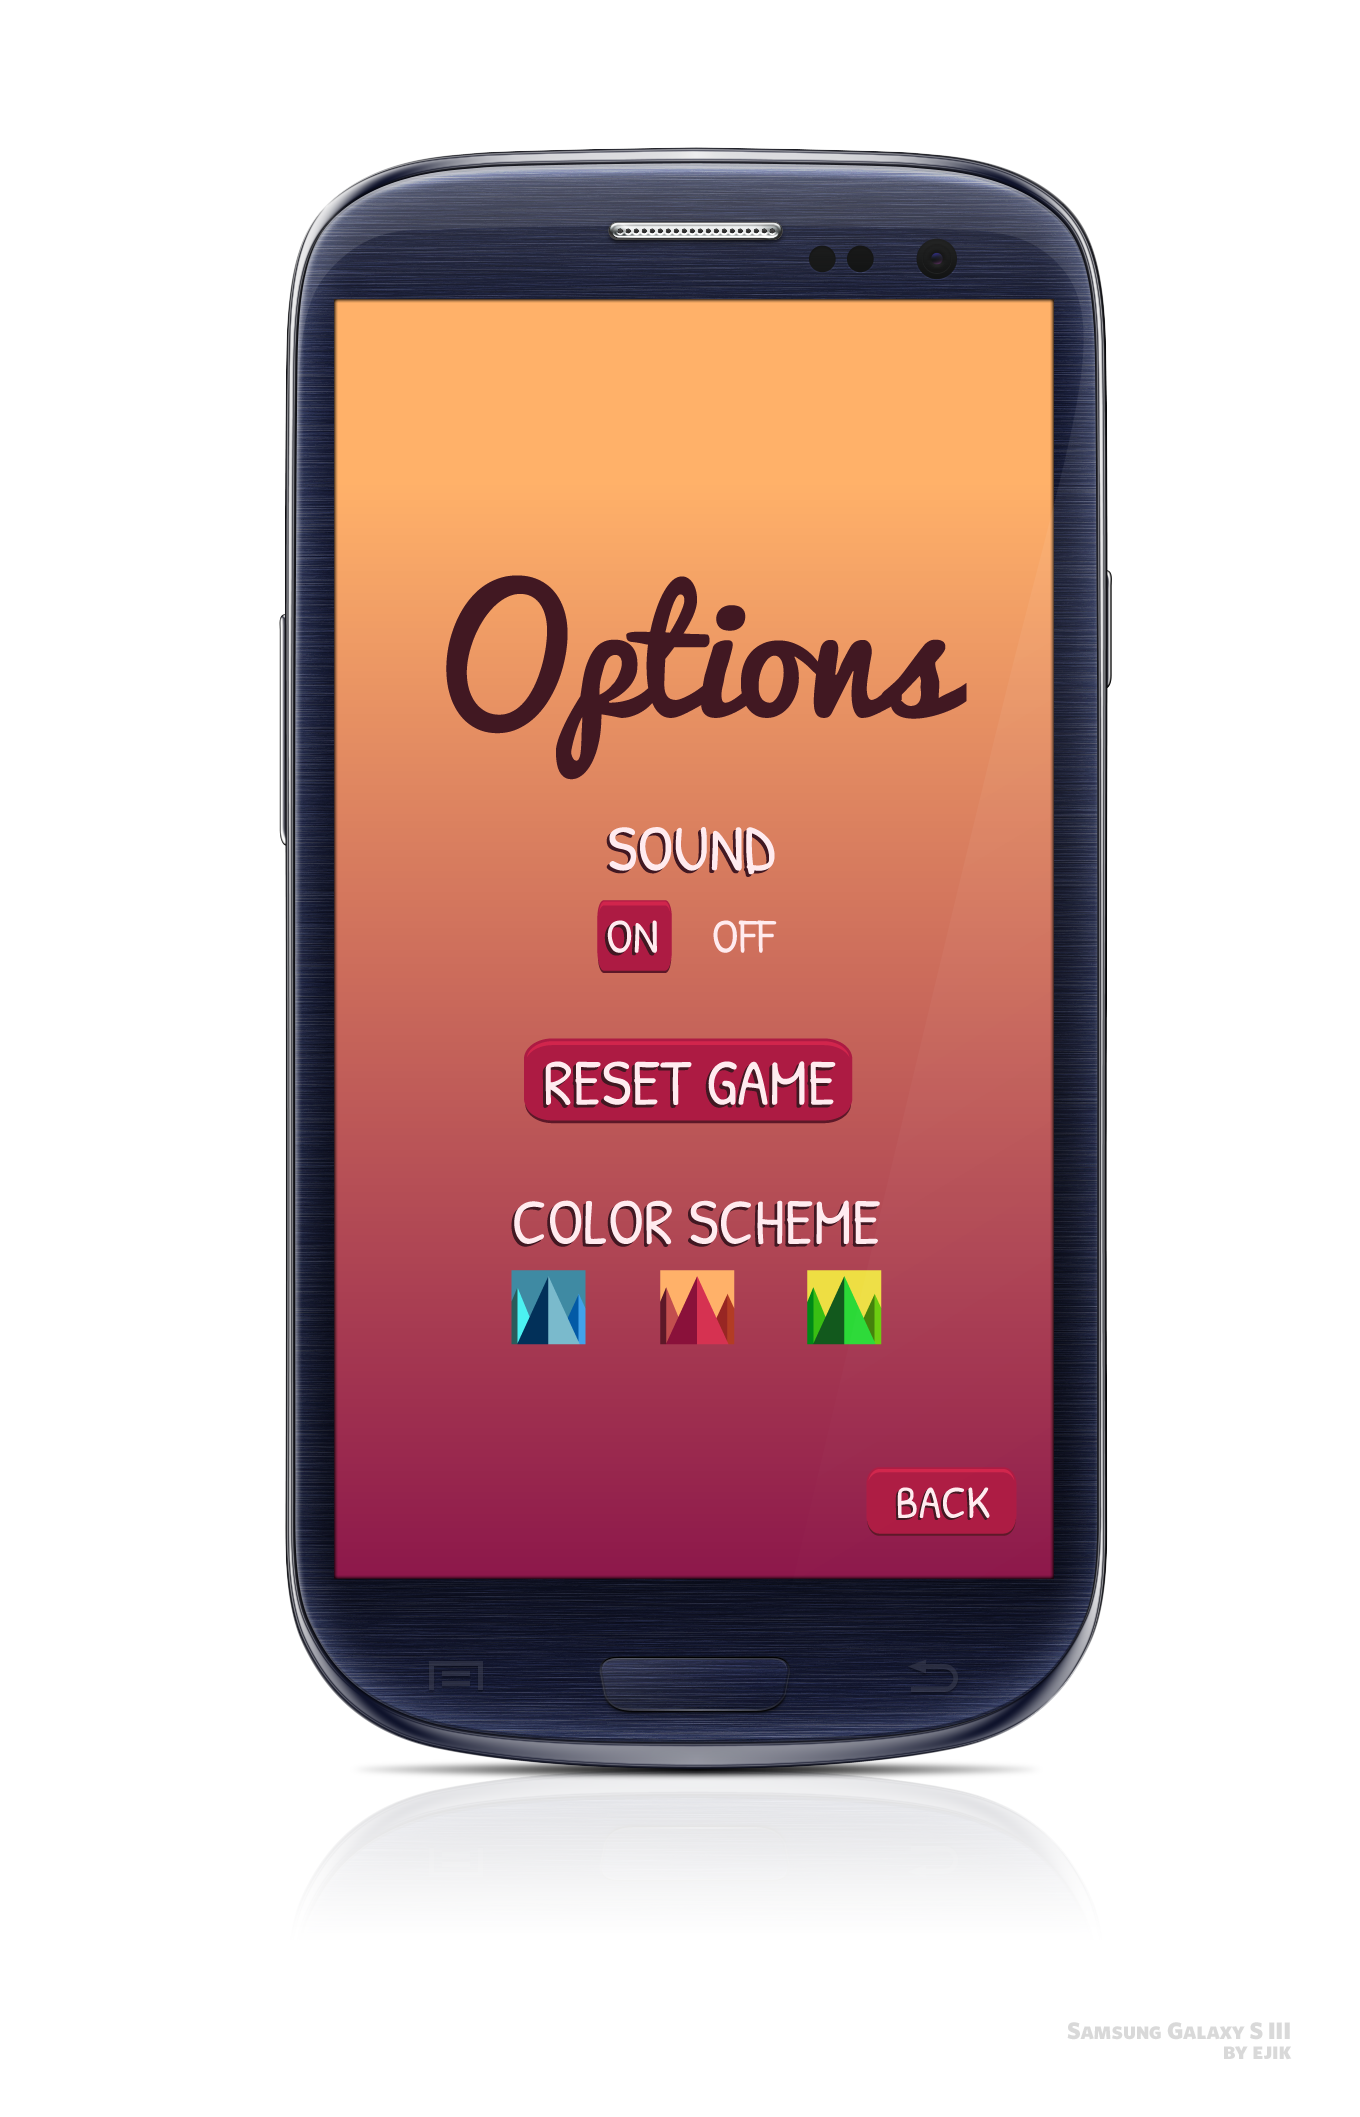 Options
SOUND
ON OFF
RESET GAME
COLOR SCHEME
BACK
SAMSUNG GALAXY S III
BY EJIK